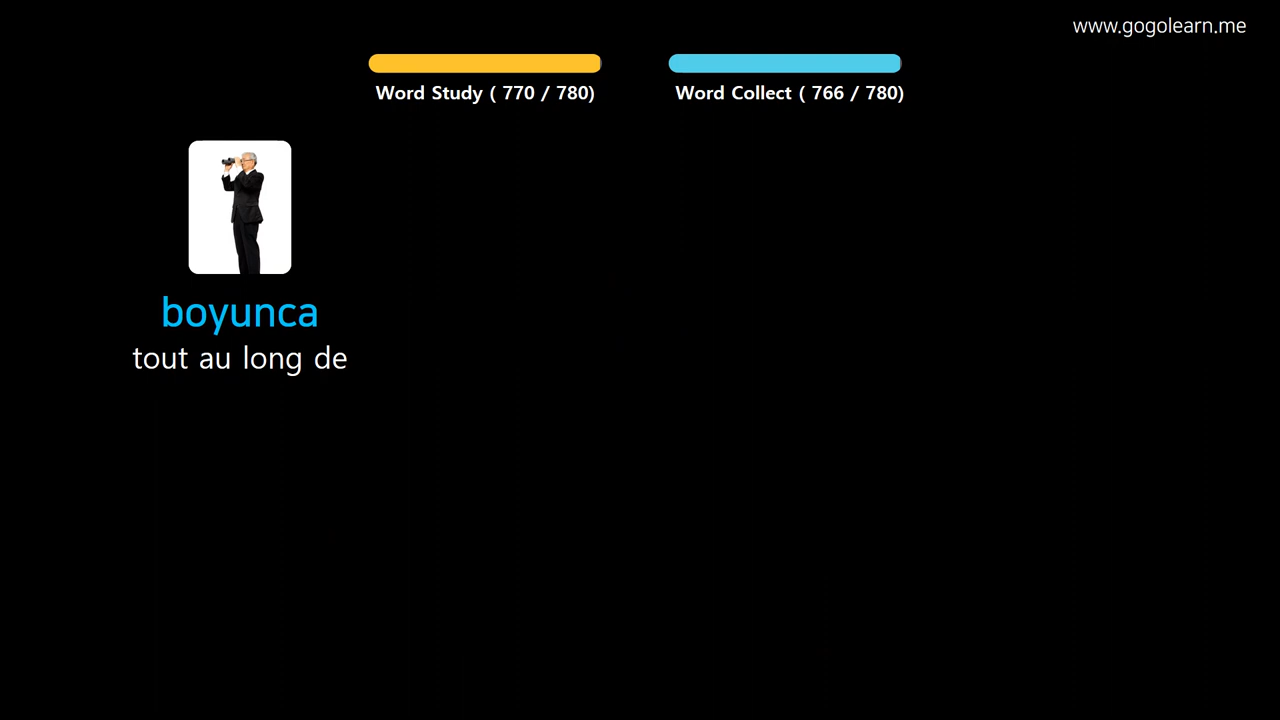 www.gogolearn.me
Word Study ( 770 / 780)
Word Collect ( 766 / 780)
boyunca
tout au long de